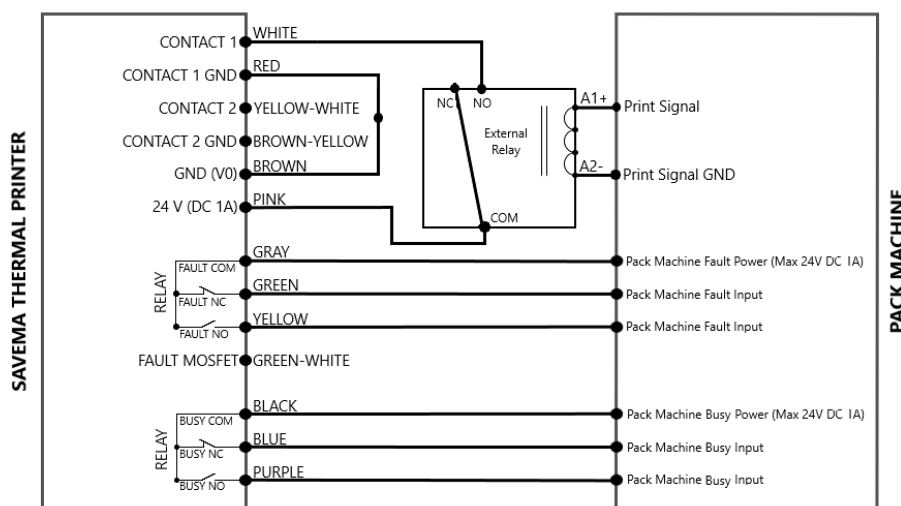 SAVEMA THERMAL PRINTER
CONTACT 1 WHITE
CONTACT 1 GND RED
CONTACT 2 YELLOW-WHITE
CONTACT 2 GND BROWN-YELLOW
GND (V0) BROWN
24 V (DC 1A) PINK
NC NO
External
Relay
COM
A1+ Print Signal
A2- Print Signal GND
RELAY
FAULT COM GRAY Pack Machine Fault Power (Max 24V DC 1A)
FAULT NC GREEN Pack Machine Fault Input
FAULT NO YELLOW Pack Machine Fault Input
FAULT MOSFET GREEN-WHITE
RELAY
BUSY COM BLACK Pack Machine Busy Power (Max 24V DC 1A)
BUSY NC BLUE Pack Machine Busy Input
BUSY NO PURPLE Pack Machine Busy Input
PACK MACHINE